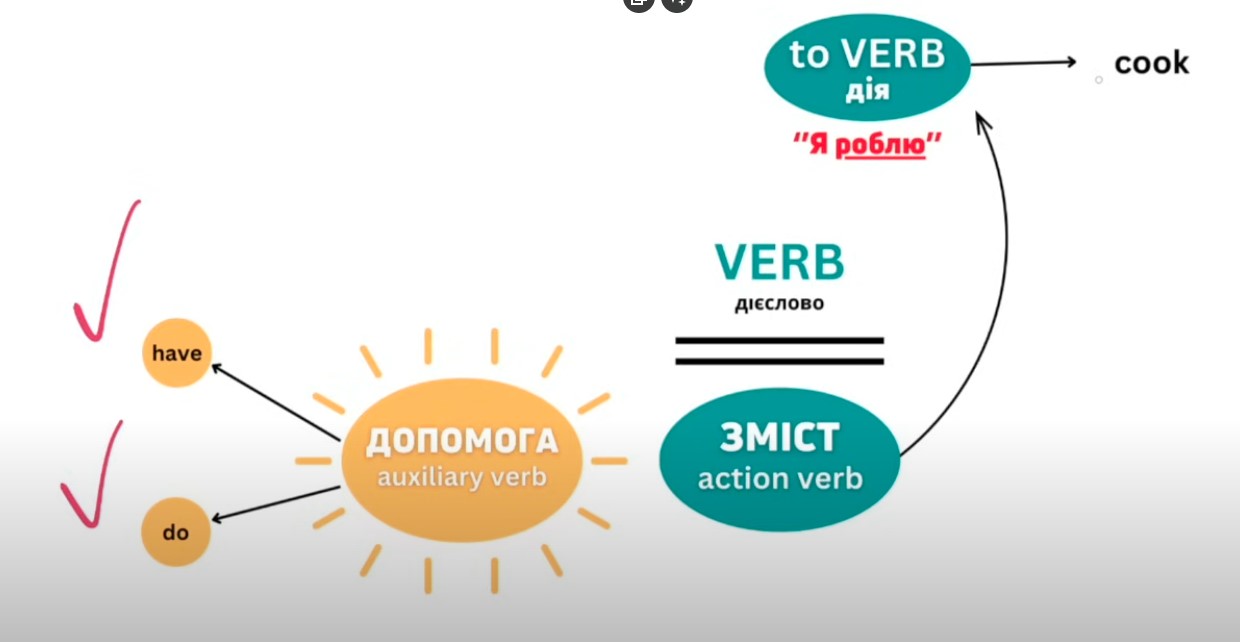 to VERB
дія
cook
"Я роблю"
VERB
дієслово
have
ДОПОМОГА
auxiliary verb
ЗМІСТ
action verb
do